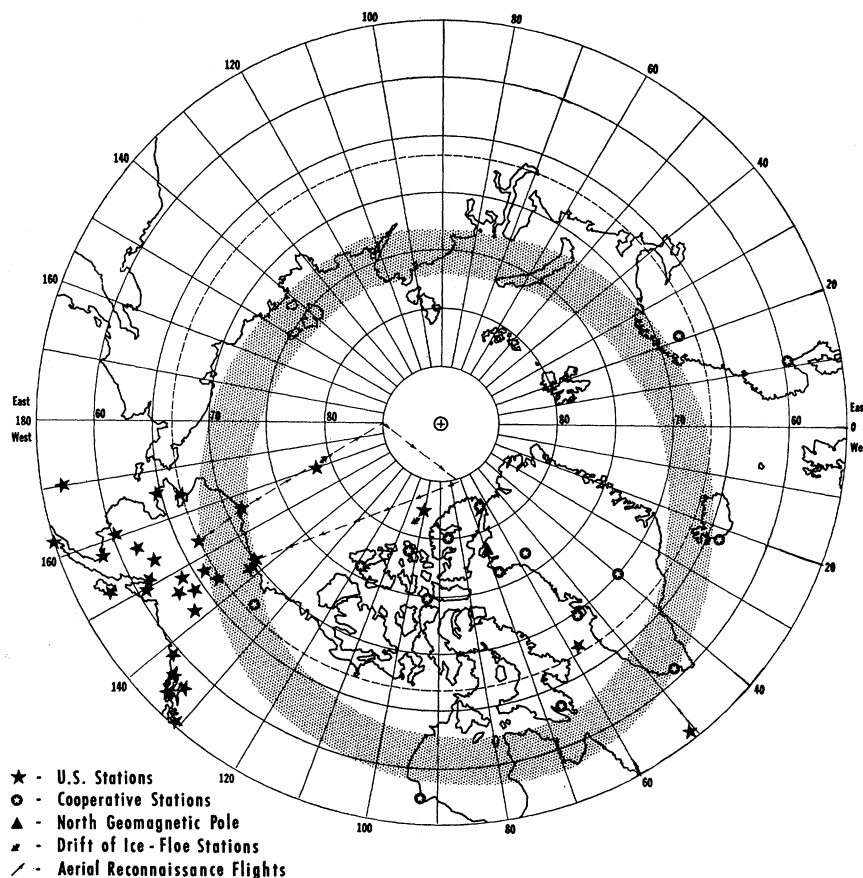 100
80
120
60
140
40
160
20
East
180
West
60
70
80
80
70
60
East
0
We
160
20
140
40
120
60
100
80
★ - U.S. Stations
✪ - Cooperative Stations
▲ - North Geomagnetic Pole
- Drift of Ice-Floe Stations
- Aerial Reconnaissance Flights